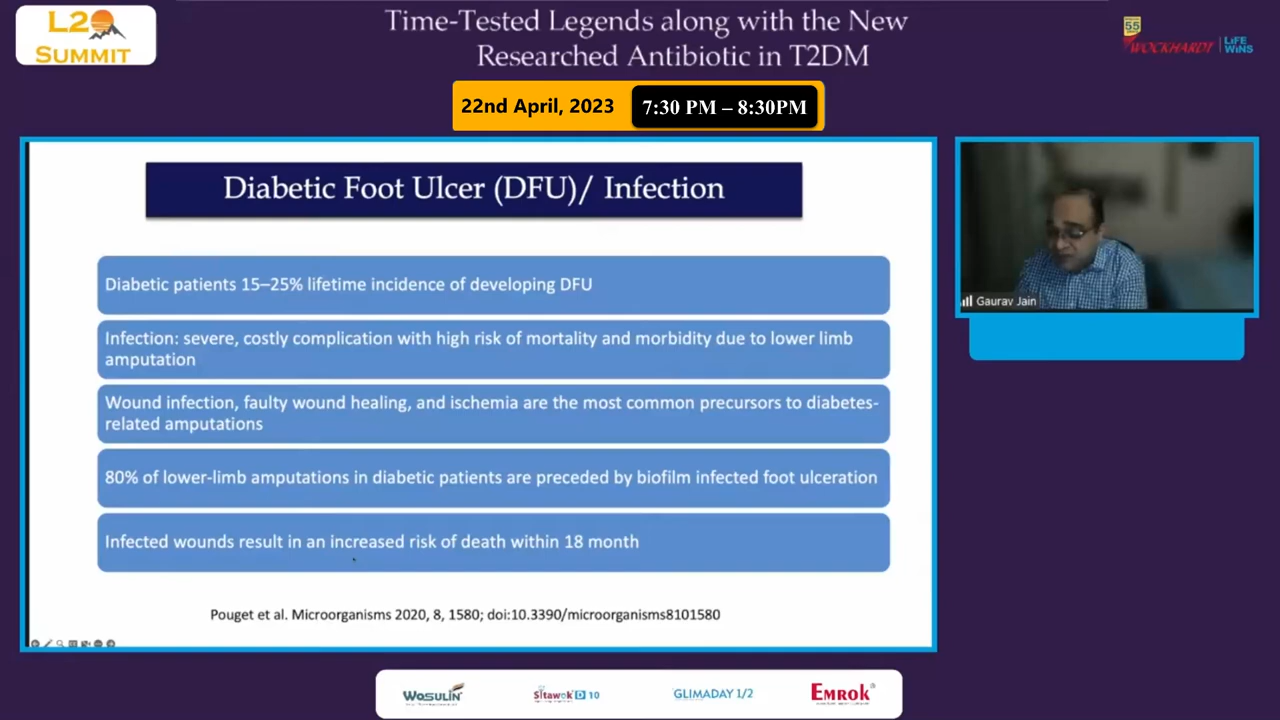 L2
SUMMIT
Time-Tested Legends along with the New
Researched Antibiotic in T2DM
55
WOCKHARDT
LIFE
WINS
22nd April, 2023
7:30 PM – 8:30PM
Diabetic Foot Ulcer (DFU)/ Infection
Diabetic patients 15–25% lifetime incidence of developing DFU
Infection: severe, costly complication with high risk of mortality and morbidity due to lower limb
amputation
Wound infection, faulty wound healing, and ischemia are the most common precursors to diabetes-
related amputations
80% of lower-limb amputations in diabetic patients are preceded by biofilm infected foot ulceration
Infected wounds result in an increased risk of death within 18 month
Pouget et al. Microorganisms 2020, 8, 1580; doi:10.3390/microorganisms8101580
Gaurav Jain
WOSULIN
Sitawok D 10
GLIMADAY 1/2
EMROK